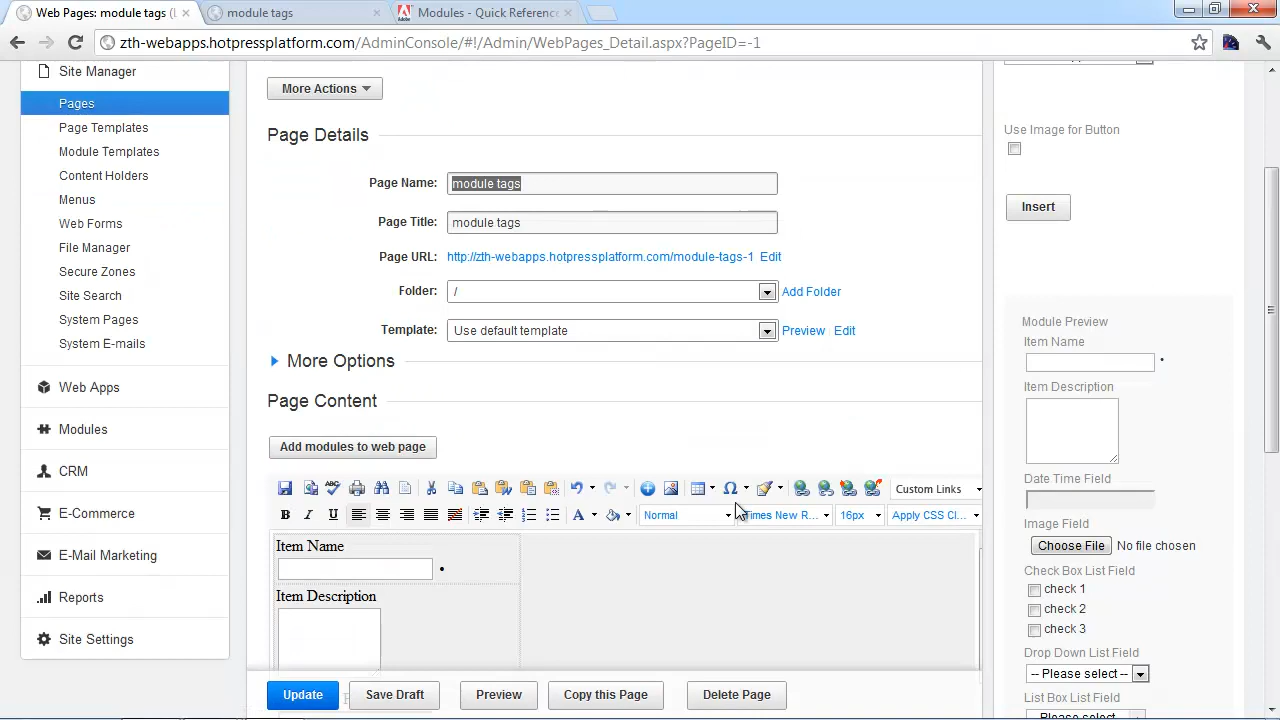 Web Pages: module tags (
module tags
Modules - Quick Referenc
zth-webapps.hotpressplatform.com/AdminConsole/#!/Admin/WebPages_Detail.aspx?PageID=-1
Site Manager
Pages
Page Templates
Module Templates
Content Holders
Menus
Web Forms
File Manager
Secure Zones
Site Search
System Pages
System E-mails
Web Apps
Modules
CRM
E-Commerce
E-Mail Marketing
Reports
Site Settings
More Actions
Page Details
Page Name: module tags
Page Title: module tags
Page URL: http://zth-webapps.hotpressplatform.com/module-tags-1 Edit
Folder: / Add Folder
Template: Use default template Preview Edit
More Options
Page Content
Add modules to web page
Custom Links
B I U Normal Times New R... 16px Apply CSS Cl...
Item Name
Item Description
Update Save Draft Preview Copy this Page Delete Page
Use Image for Button
Insert
Module Preview
Item Name
Item Description
Date Time Field
Image Field
Choose File No file chosen
Check Box List Field
check 1
check 2
check 3
Drop Down List Field
-- Please select --
List Box List Field